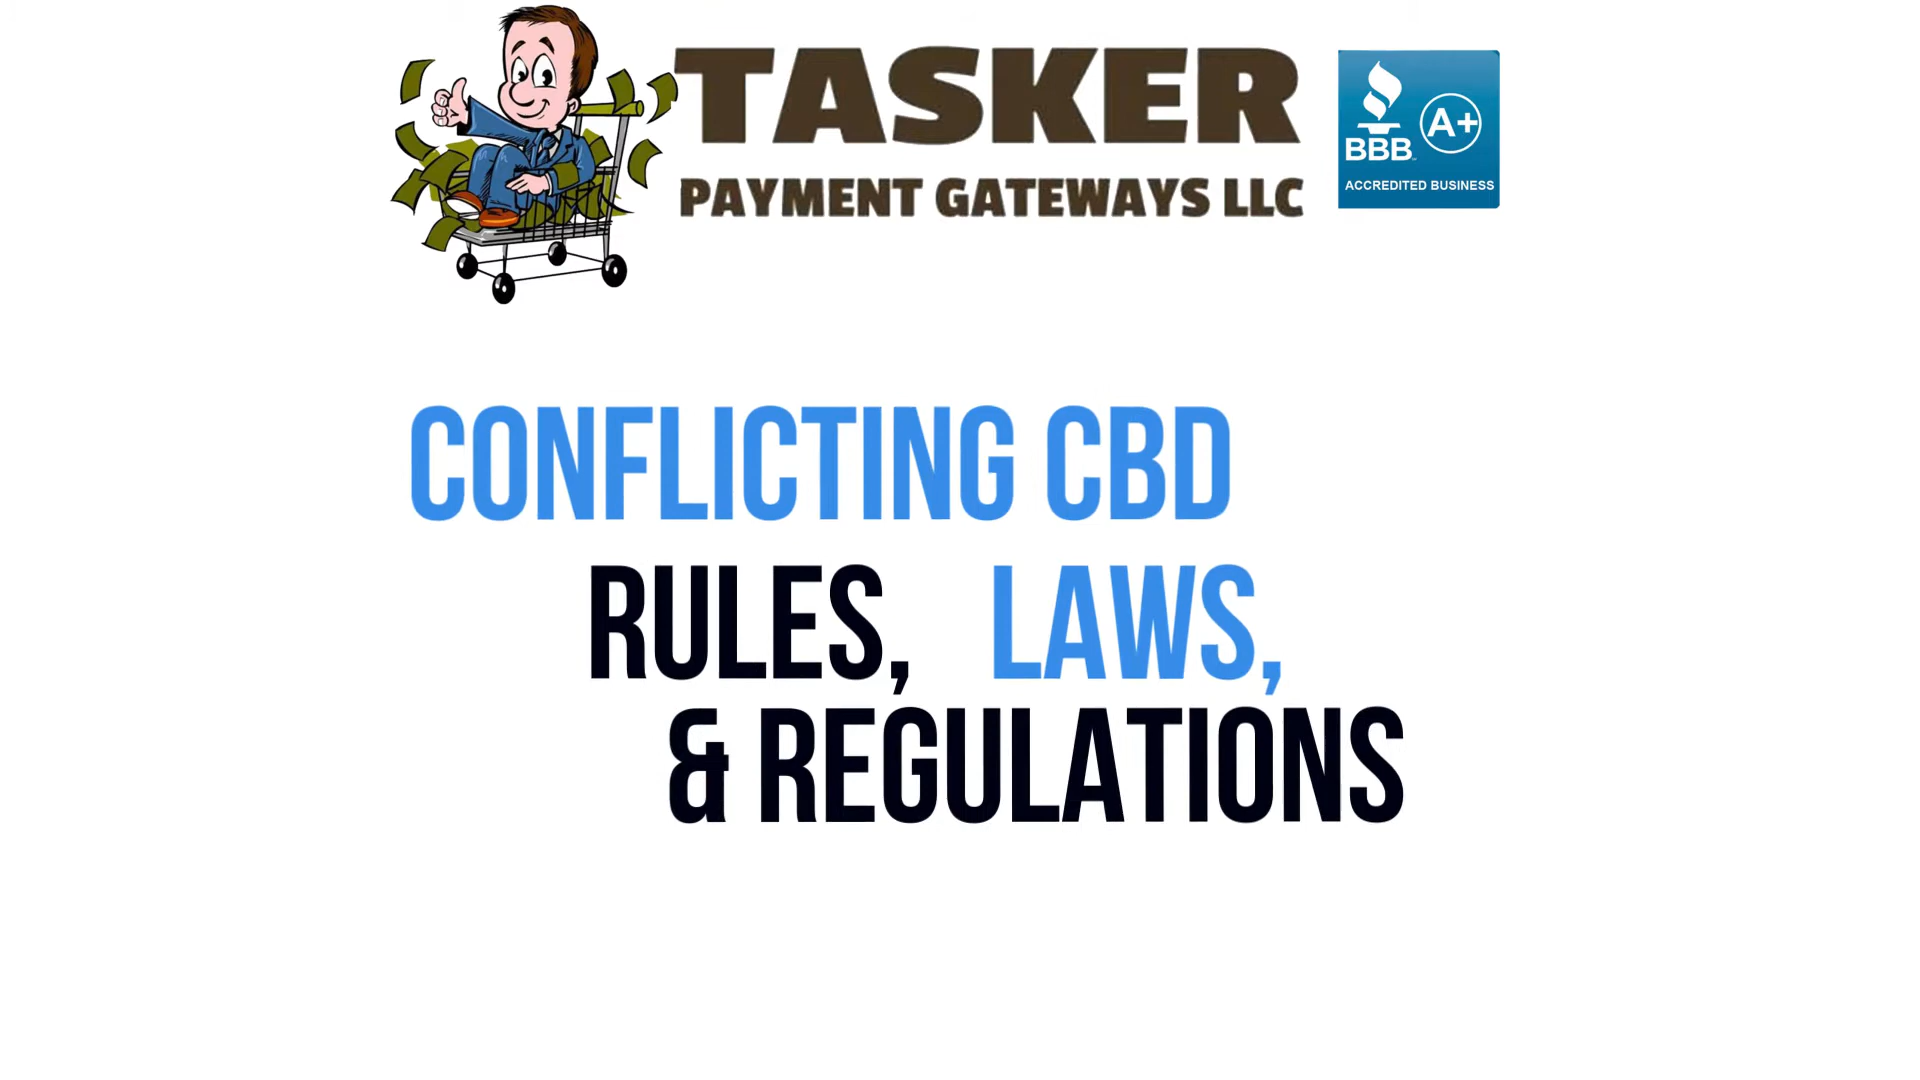 TASKER
PAYMENT GATEWAYS LLC
BBB
A+
ACCREDITED BUSINESS
CONFLICTING CBD
RULES, LAWS,
& REGULATIONS